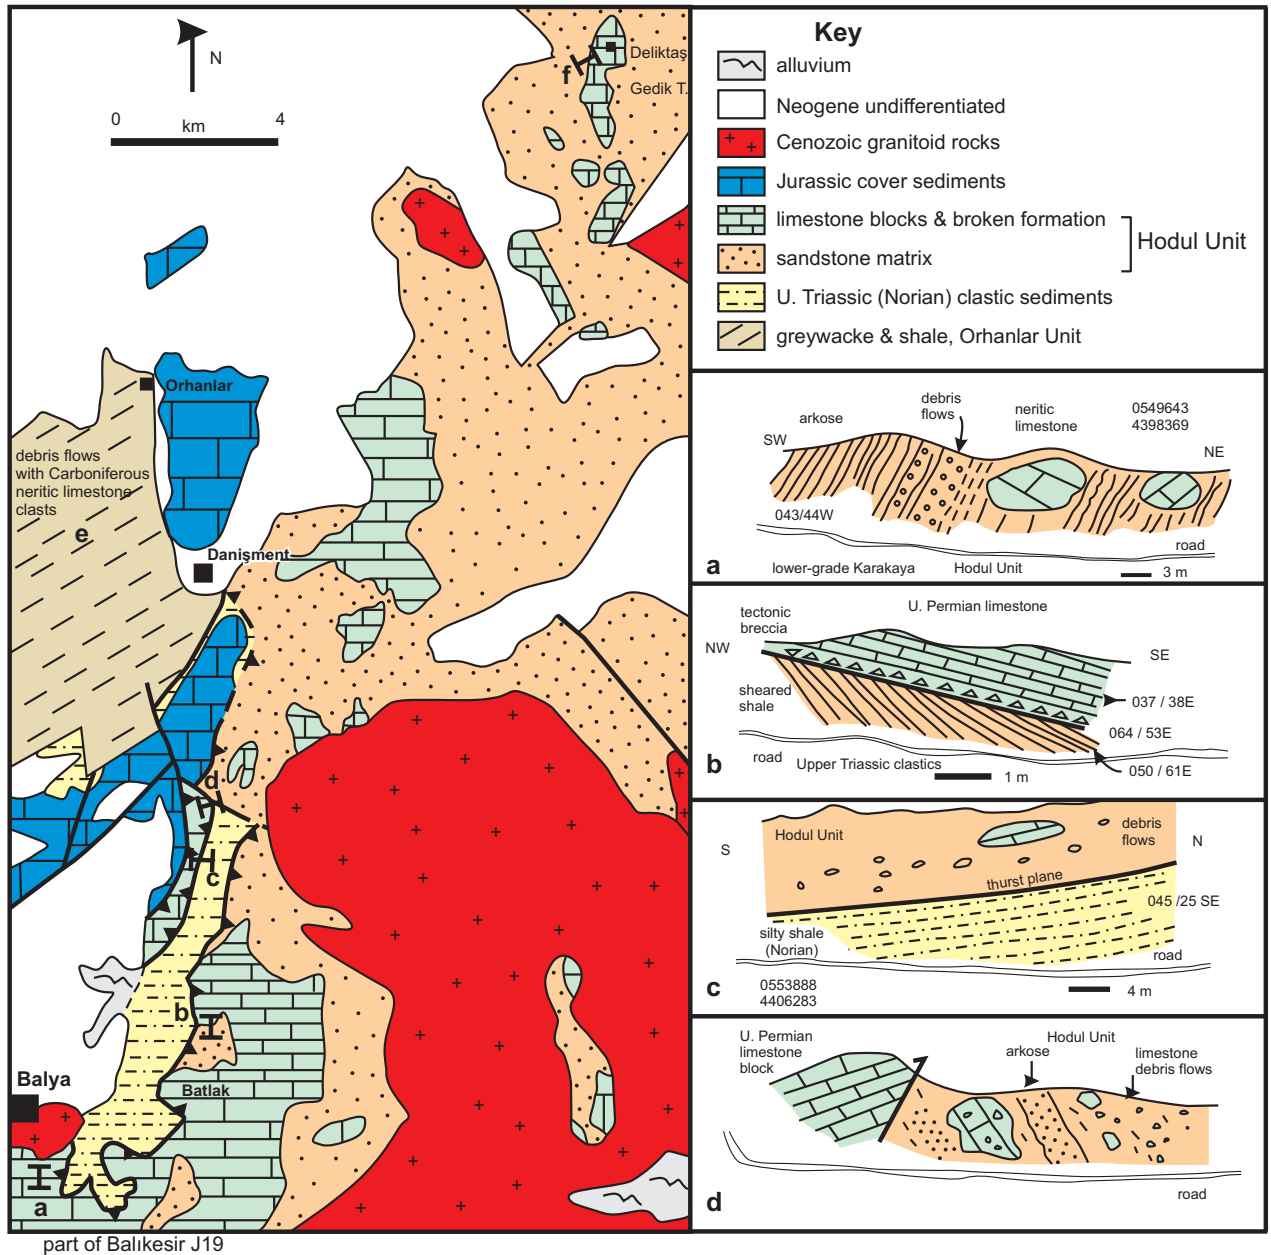 N
0 4
km
Deliktaş
f
Gedik T.
Orhanlar
debris flows
with Carboniferous
neritic limestone
clasts
e
Danişment
d
c
b
Balya
Batlak
a
part of Balıkesir J19
Key
alluvium
Neogene undifferentiated
Cenozoic granitoid rocks
Jurassic cover sediments
limestone blocks & broken formation
Hodul Unit
sandstone matrix
U. Triassic (Norian) clastic sediments
greywacke & shale, Orhanlar Unit
debris
flows
neritic
limestone
0549643
4398369
arkose
SW
NE
043/44W
road
a
lower-grade Karakaya
Hodul Unit
3 m
tectonic
breccia
U. Permian limestone
NW
SE
sheared
shale
037 / 38E
064 / 53E
050 / 61E
road
Upper Triassic clastics
b
1 m
Hodul Unit
debris
flows
S
N
thurst plane
045 /25 SE
silty shale
(Norian)
road
c
0553888
4406283
4 m
U. Permian
limestone
block
Hodul Unit
arkose
limestone
debris flows
d
road